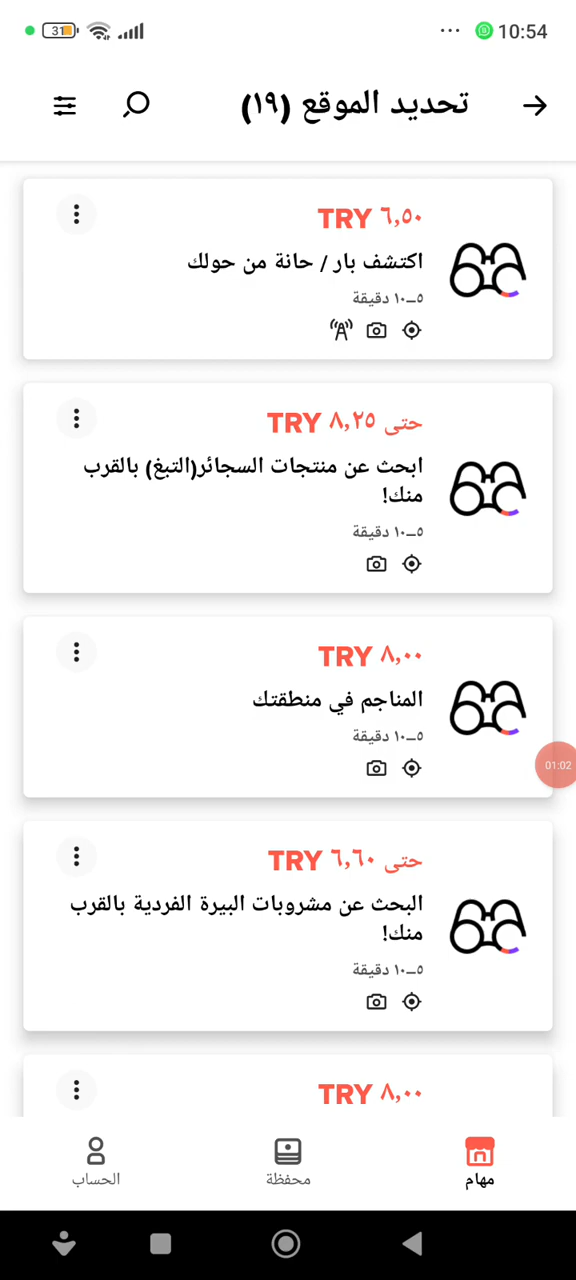 31
10:54
تحديد الموقع (١٩)
TRY ٦,٥٠
اكتشف بار / حانة من حولك
٥–١٠ دقيقة
حتى ٨,٢٥ TRY
ابحث عن منتجات السجائر(التبغ) بالقرب
منك!
٥–١٠ دقيقة
TRY ٨,٠٠
المناجم في منطقتك
٥–١٠ دقيقة
01:02
حتى ٦,٦٠ TRY
البحث عن مشروبات البيرة الفردية بالقرب
منك!
٥–١٠ دقيقة
TRY ٨,٠٠
مهام
محفظة
الحساب